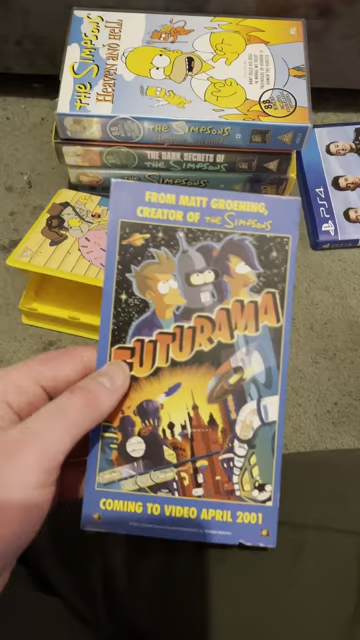 THE SIMPSONS
HEAVEN AND HELL
THE SIMPSONS
THE DARK SECRETS OF
THE SIMPSONS
THE SIMPSONS
PS4
FROM MATT GROENING,
CREATOR OF THE SIMPSONS
FUTURAMA
COMING TO VIDEO APRIL 2001